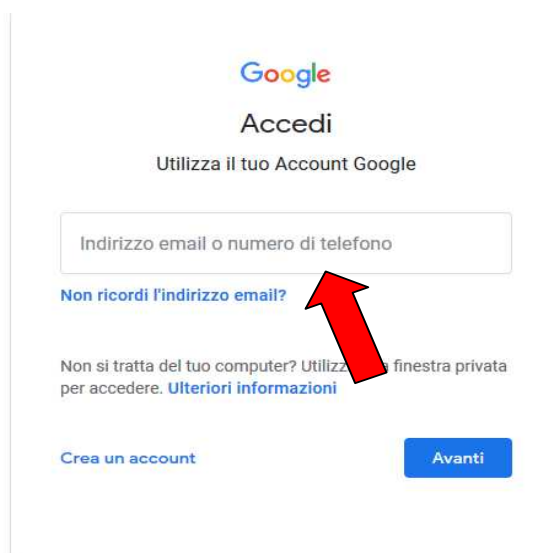 Google
Accedi
Utilizza il tuo Account Google
Indirizzo email o numero di telefono
Non ricordi l'indirizzo email?
Non si tratta del tuo computer? finestra privata
per accedere. Ulteriori informazioni
Crea un account
Avanti